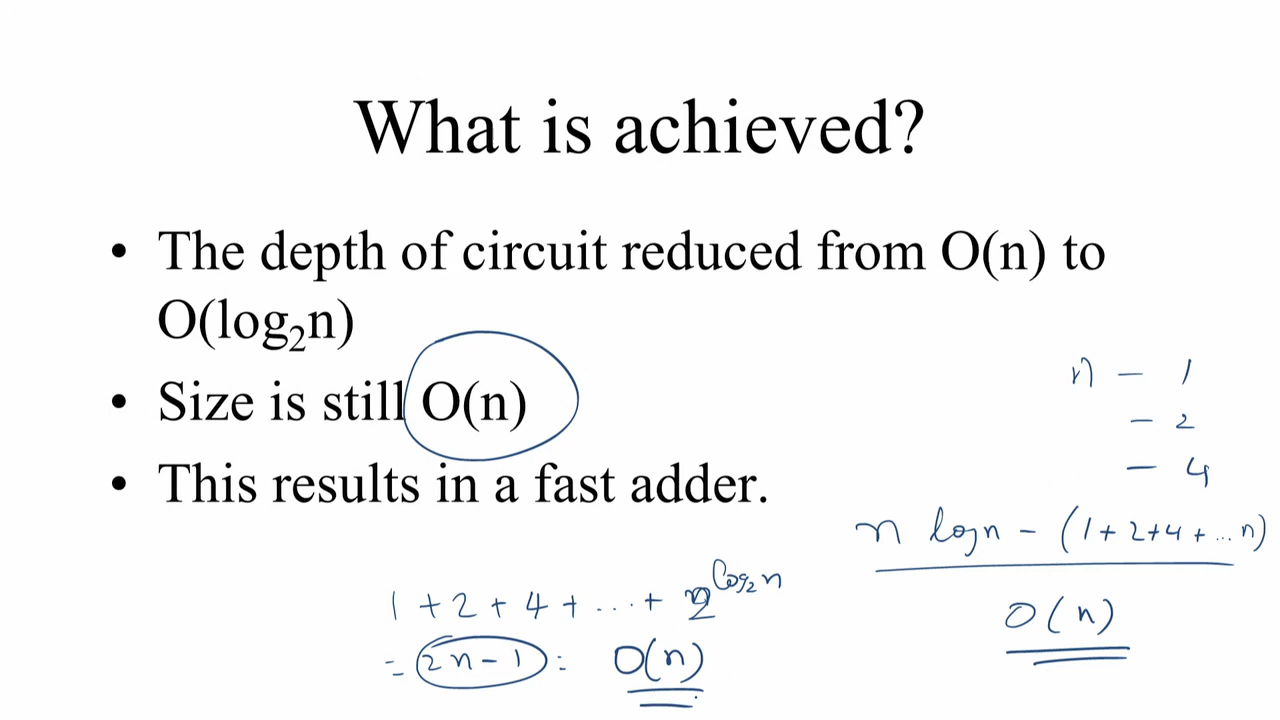 What is achieved?
• The depth of circuit reduced from O(n) to
O(log₂n)
• Size is still O(n)
• This results in a fast adder.
n – 1
– 2
– 4
n logn – (1+2+4+...n)
O(n)
1+2+4+...+ 2^log₂n
= 2n–1 = O(n)